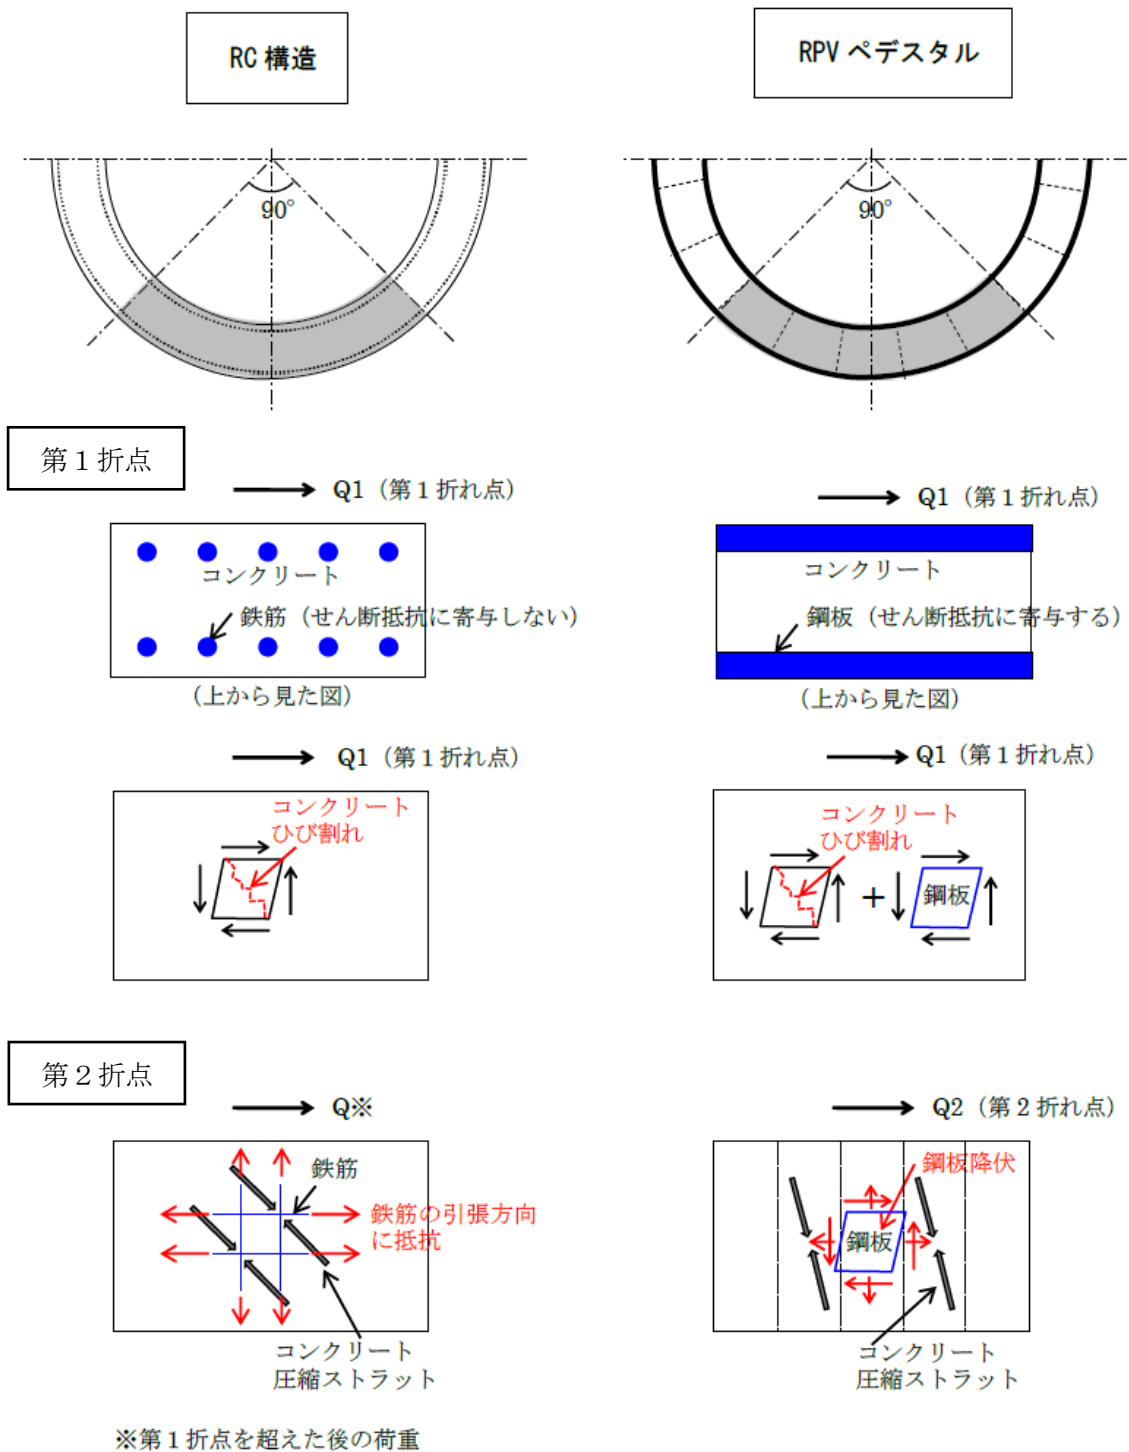 RC 構造
RPV ペデスタル
90°
90°
第１折点
Q1（第１折れ点）
コンクリート
鉄筋（せん断抵抗に寄与しない）
（上から見た図）
Q1（第１折れ点）
コンクリート
鋼板（せん断抵抗に寄与する）
（上から見た図）
Q1（第１折れ点）
コンクリート
ひび割れ
Q1（第１折れ点）
コンクリート
ひび割れ
+
鋼板
第２折点
Q※
鉄筋
鉄筋の引張方向
に抵抗
コンクリート
圧縮ストラット
Q2（第２折れ点）
鋼板降伏
鋼板
コンクリート
圧縮ストラット
※第１折点を超えた後の荷重